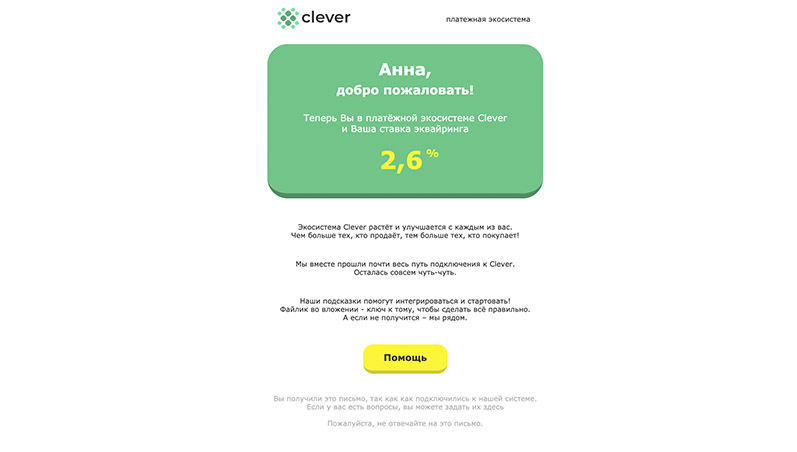 clever
платежная экосистема
Анна,
добро пожаловать!
Теперь Вы в платёжной экосистеме Clever
и Ваша ставка эквайринга
2,6 %
Экосистема Clever растёт и улучшается с каждым из вас.
Чем больше тех, кто продаёт, тем больше тех, кто покупает!
Мы вместе прошли почти весь путь подключения к Clever.
Осталась совсем чуть-чуть.
Наши подсказки помогут интегрироваться и стартовать!
Файлик во вложении - ключ к тому, чтобы сделать всё правильно.
А если не получится – мы рядом.
Помощь
Вы получили это письмо, так как как подключились к нашей системе.
Если у вас есть вопросы, вы можете задать их здесь
Пожалуйста, не отвечайте на это письмо.